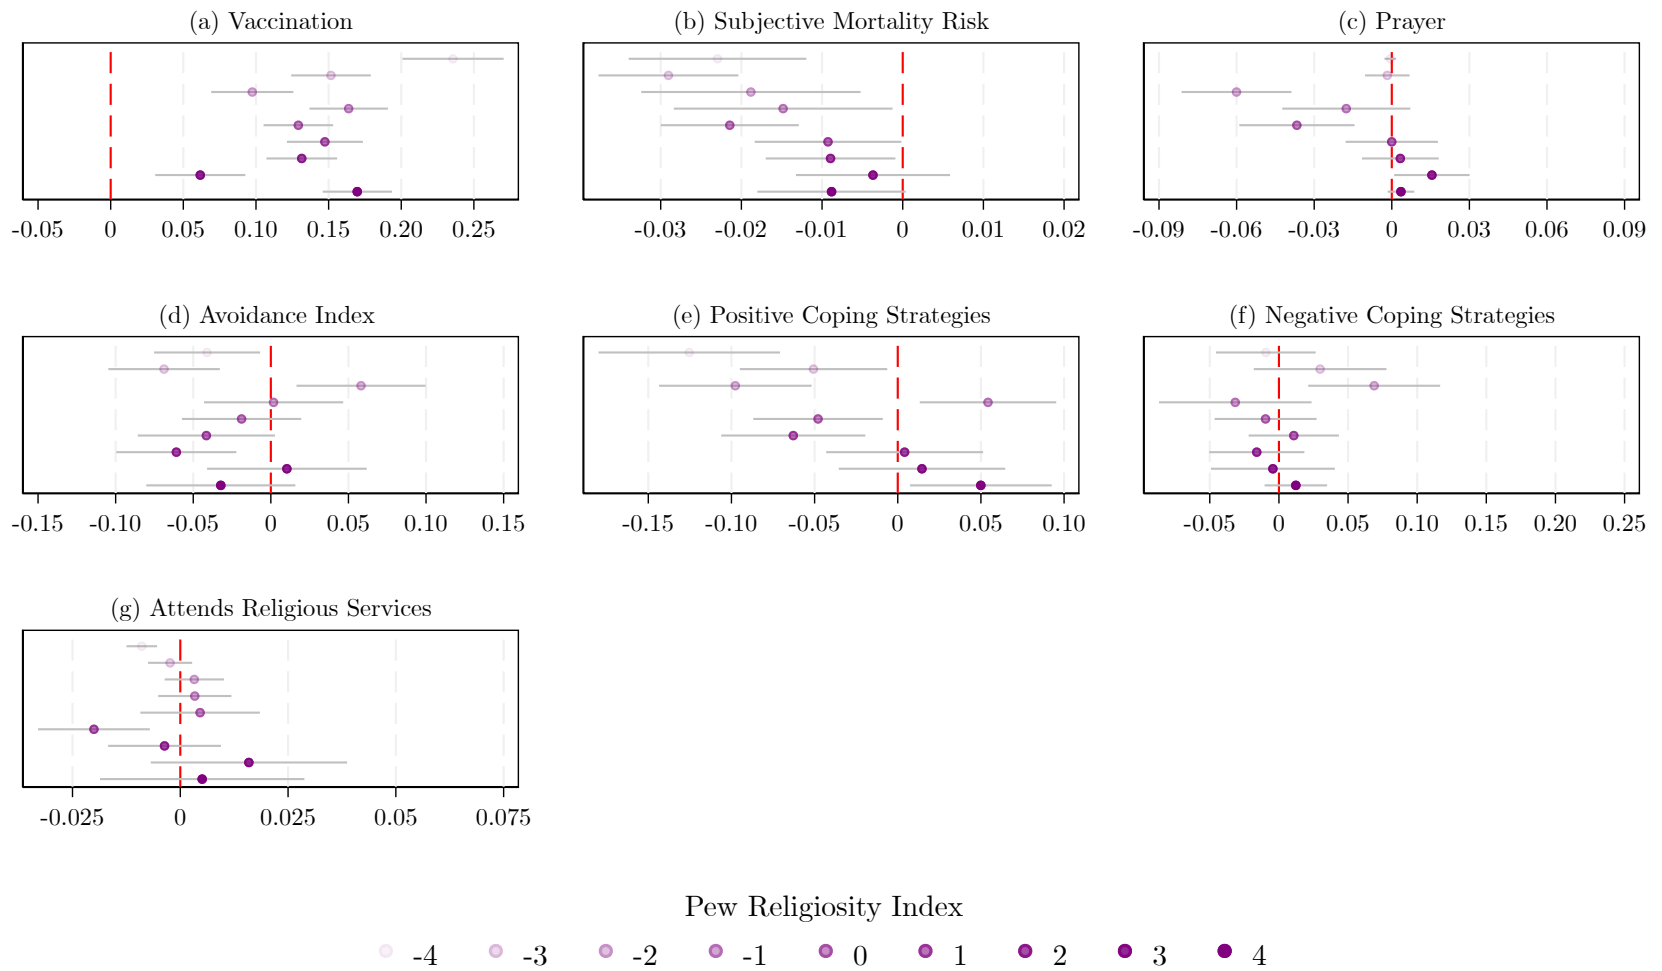 (a) Vaccination
(b) Subjective Mortality Risk
(c) Prayer
-0.05 0 0.05 0.10 0.15 0.20 0.25
-0.03 -0.02 -0.01 0 0.01 0.02
-0.09 -0.06 -0.03 0 0.03 0.06 0.09
(d) Avoidance Index
(e) Positive Coping Strategies
(f) Negative Coping Strategies
-0.15 -0.10 -0.05 0 0.05 0.10 0.15
-0.15 -0.10 -0.05 0 0.05 0.10
-0.05 0 0.05 0.10 0.15 0.20 0.25
(g) Attends Religious Services
-0.025 0 0.025 0.05 0.075
Pew Religiosity Index
-4 -3 -2 -1 0 1 2 3 4